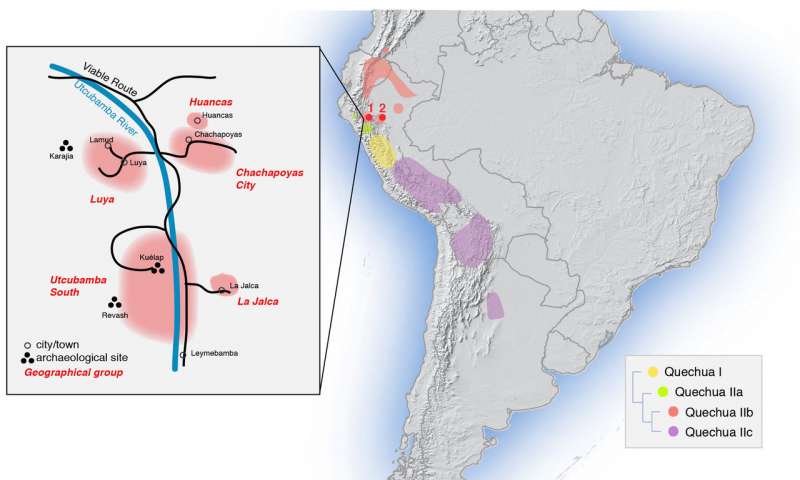 Viable Route
Utcubamba River
Huancas
Huancas
Chachapoyas
Lamud
Karajia
Luya
Chachapoyas
City
Luya
Kuélap
Utcubamba
South
La Jalca
La Jalca
Revash
city/town
archaeological site
Leymebamba
Geographical group
1 2
Quechua I
Quechua IIa
Quechua IIb
Quechua IIc